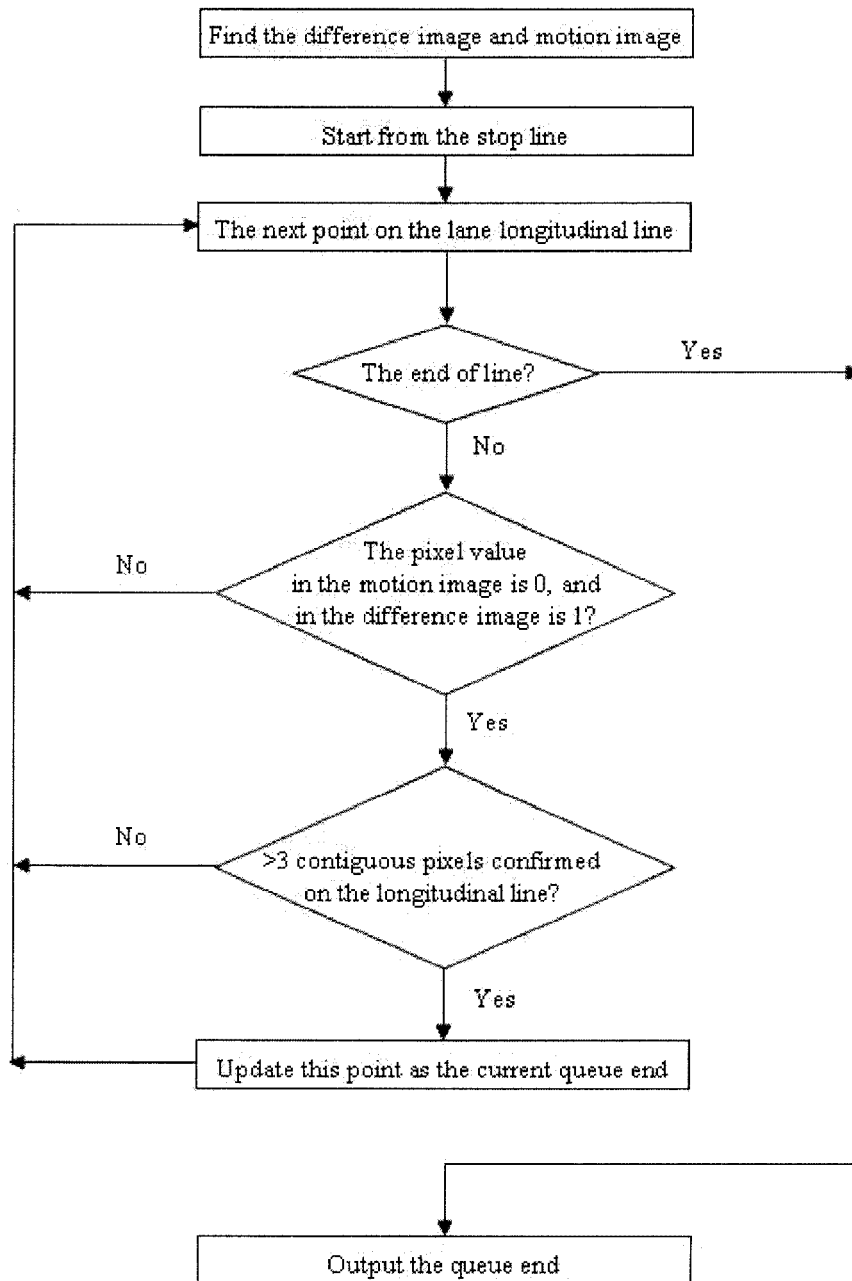 Find the difference image and motion image
Start from the stop line
The next point on the lane longitudinal line
The end of line?
Yes
No
The pixel value
in the motion image is 0, and
in the difference image is 1?
No
Yes
>3 contiguous pixels confirmed
on the longitudinal line?
No
Yes
Update this point as the current queue end
Output the queue end